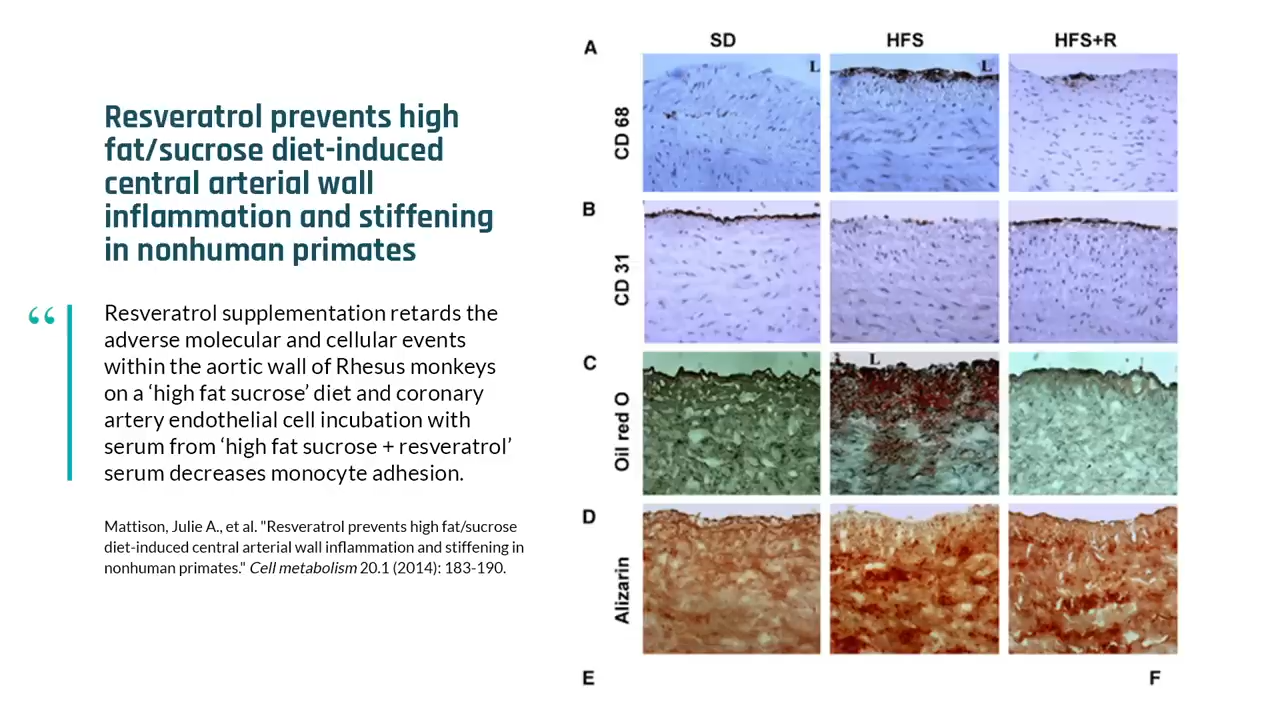 Resveratrol prevents high
fat/sucrose diet-induced
central arterial wall
inflammation and stiffening
in nonhuman primates
“
Resveratrol supplementation retards the
adverse molecular and cellular events
within the aortic wall of Rhesus monkeys
on a ‘high fat sucrose’ diet and coronary
artery endothelial cell incubation with
serum from ‘high fat sucrose + resveratrol’
serum decreases monocyte adhesion.
Mattison, Julie A., et al. "Resveratrol prevents high fat/sucrose
diet-induced central arterial wall inflammation and stiffening in
nonhuman primates." Cell metabolism 20.1 (2014): 183-190.
SD HFS HFS+R
A
CD 68
L
L
B
CD 31
C
Oil red O
L
D
Alizarin
E F